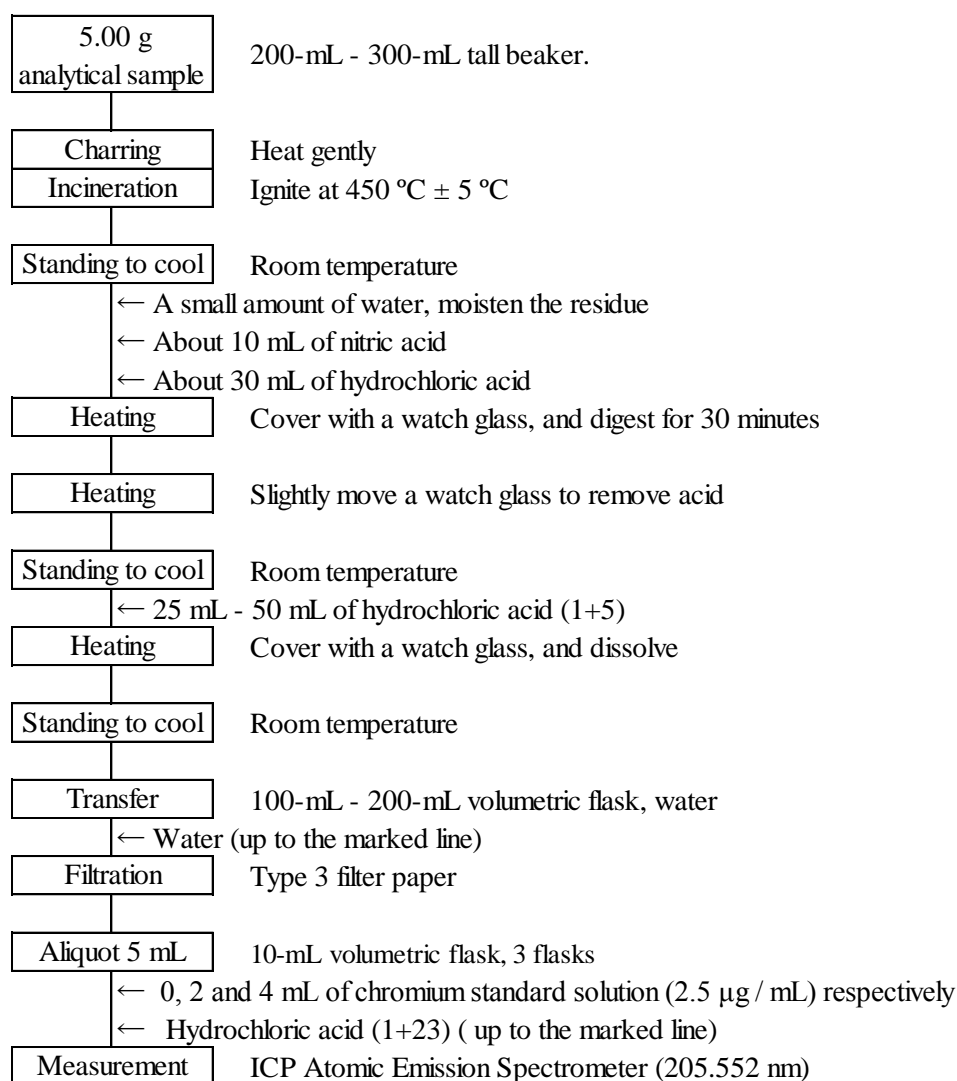 5.00 g
analytical sample
200-mL - 300-mL tall beaker.
Charring
Heat gently
Incineration
Ignite at 450 ºC ± 5 ºC
Standing to cool
Room temperature
← A small amount of water, moisten the residue
← About 10 mL of nitric acid
← About 30 mL of hydrochloric acid
Heating
Cover with a watch glass, and digest for 30 minutes
Heating
Slightly move a watch glass to remove acid
Standing to cool
Room temperature
← 25 mL - 50 mL of hydrochloric acid (1+5)
Heating
Cover with a watch glass, and dissolve
Standing to cool
Room temperature
Transfer
100-mL - 200-mL volumetric flask, water
← Water (up to the marked line)
Filtration
Type 3 filter paper
Aliquot 5 mL
10-mL volumetric flask, 3 flasks
← 0, 2 and 4 mL of chromium standard solution (2.5 µg / mL) respectively
← Hydrochloric acid (1+23) ( up to the marked line)
Measurement
ICP Atomic Emission Spectrometer (205.552 nm)